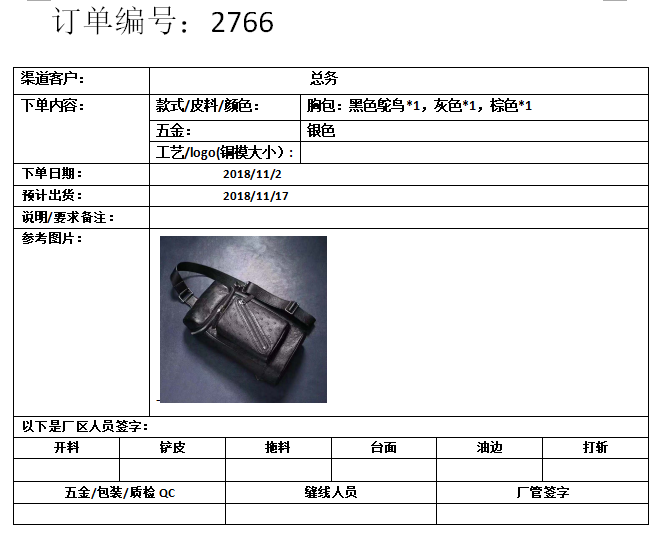 订单编号：2766
渠道客户： 总务
下单内容： 款式/皮料/颜色： 胸包：黑色鸵鸟*1，灰色*1，棕色*1
五金： 银色
工艺/logo(铜模大小）:
下单日期： 2018/11/2
预计出货： 2018/11/17
说明/要求备注：
参考图片：
以下是厂区人员签字：
开料 铲皮 拖料 台面 油边 打斩
五金/包装/质检 QC 缝线人员 厂管签字